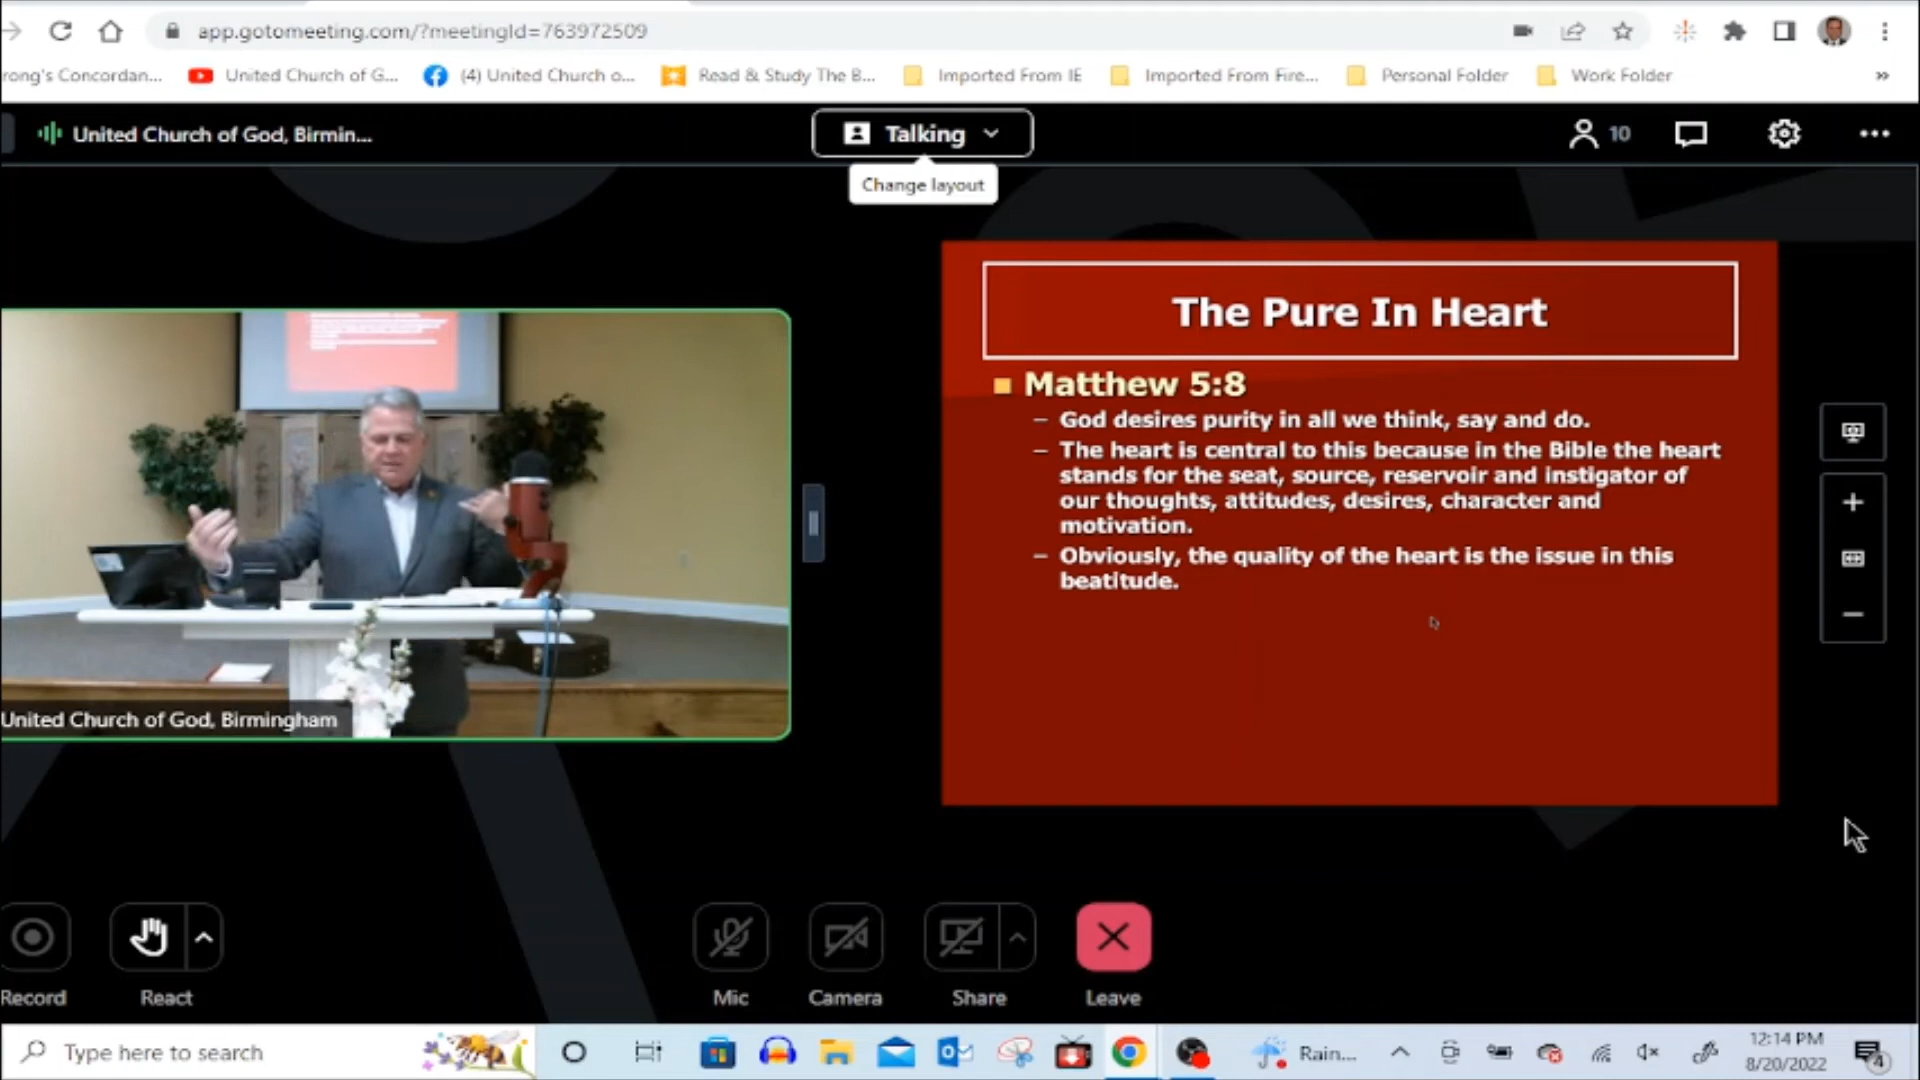 app.gotomeeting.com/?meetingId=763972509
rong's Concordan...
United Church of G...
(4) United Church o...
Read & Study The B...
Imported From IE
Imported From Fire...
Personal Folder
Work Folder
»
United Church of God, Birmin...
Talking
10
Change layout
The Pure In Heart
Matthew 5:8
– God desires purity in all we think, say and do.
– The heart is central to this because in the Bible the heart
stands for the seat, source, reservoir and instigator of
our thoughts, attitudes, desires, character and
motivation.
– Obviously, the quality of the heart is the issue in this
beatitude.
United Church of God, Birmingham
Record
React
Mic
Camera
Share
Leave
Type here to search
Rain...
12:14 PM
8/20/2022
4